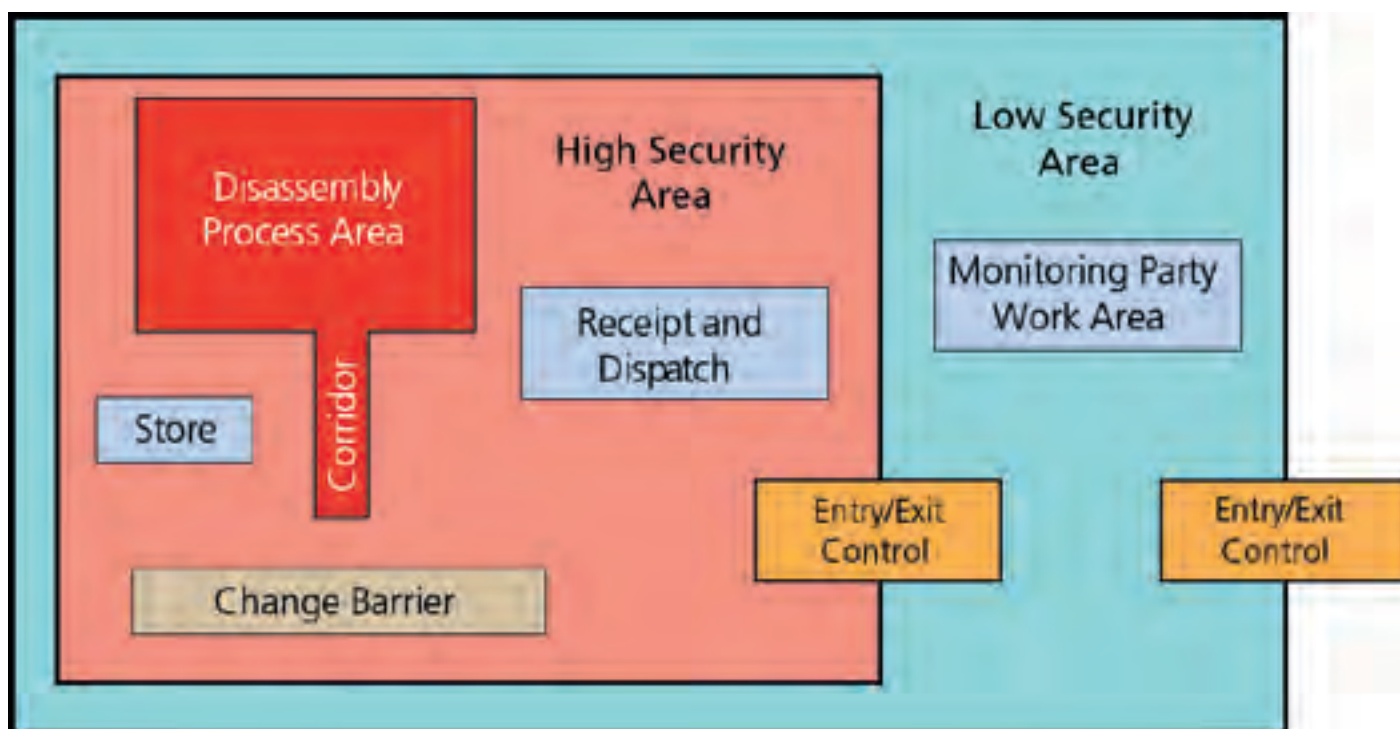 Disassembly
Process Area
High Security
Area
Low Security
Area
Monitoring Party
Work Area
Receipt and
Dispatch
Store
Corridor
Entry/Exit
Control
Entry/Exit
Control
Change Barrier